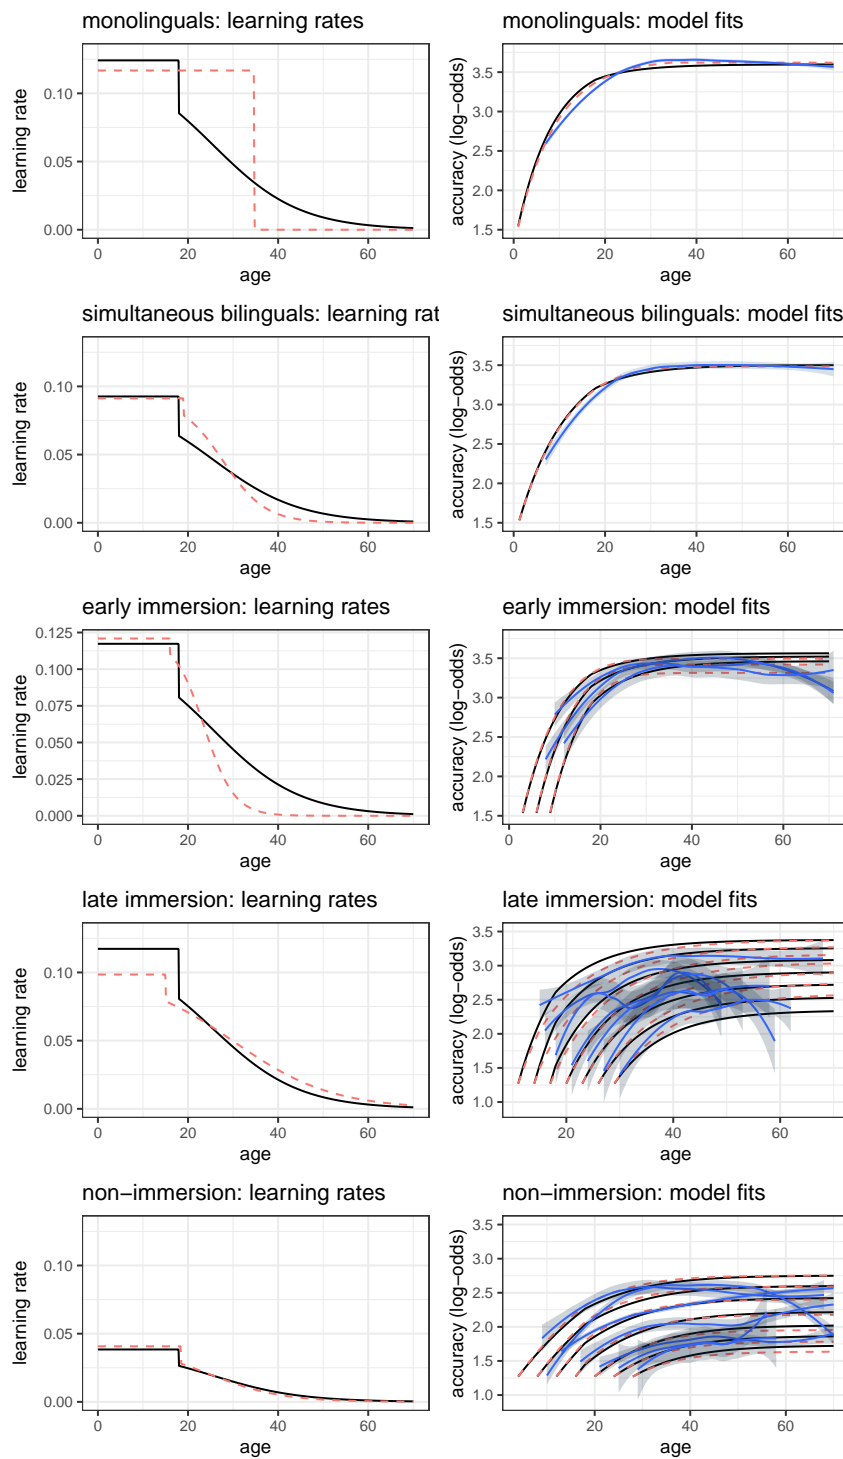 monolinguals: learning rates
learning rate
0.10
0.05
0.00
0
20
40
60
age
monolinguals: model fits
accuracy (log−odds)
3.5
3.0
2.5
2.0
1.5
0
20
40
60
age
simultaneous bilinguals: learning rat
learning rate
0.10
0.05
0.00
0
20
40
60
age
simultaneous bilinguals: model fits
accuracy (log−odds)
3.5
3.0
2.5
2.0
1.5
0
20
40
60
age
early immersion: learning rates
learning rate
0.125
0.100
0.075
0.050
0.025
0.000
0
20
40
60
age
early immersion: model fits
accuracy (log−odds)
3.5
3.0
2.5
2.0
1.5
0
20
40
60
age
late immersion: learning rates
learning rate
0.10
0.05
0.00
0
20
40
60
age
late immersion: model fits
accuracy (log−odds)
3.5
3.0
2.5
2.0
1.5
1.0
20
40
60
age
non−immersion: learning rates
learning rate
0.10
0.05
0.00
0
20
40
60
age
non−immersion: model fits
accuracy (log−odds)
3.5
3.0
2.5
2.0
1.5
1.0
20
40
60
age